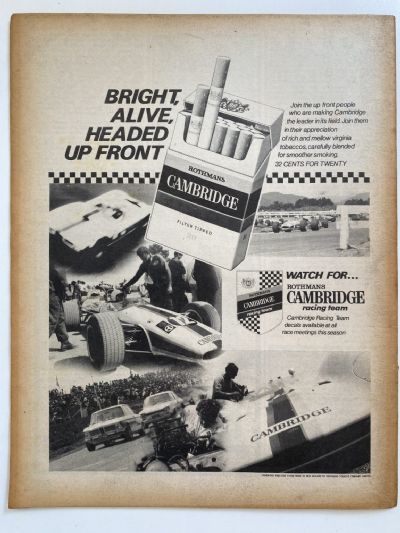 BRIGHT,
ALIVE,
HEADED
UP FRONT
Join the up front people
who are making Cambridge
the leader in its field. Join them
in their appreciation
of rich and mellow virginia
tobaccos, carefully blended
for smoother smoking.
32 CENTS FOR TWENTY
ROTHMANS
CAMBRIDGE
FILTER TIPPED
WATCH FOR...
ROTHMANS
CAMBRIDGE
racing team
Cambridge Racing Team
decals available at all
race meetings this season
CAMBRIDGE
racing team
CAMBRIDGE